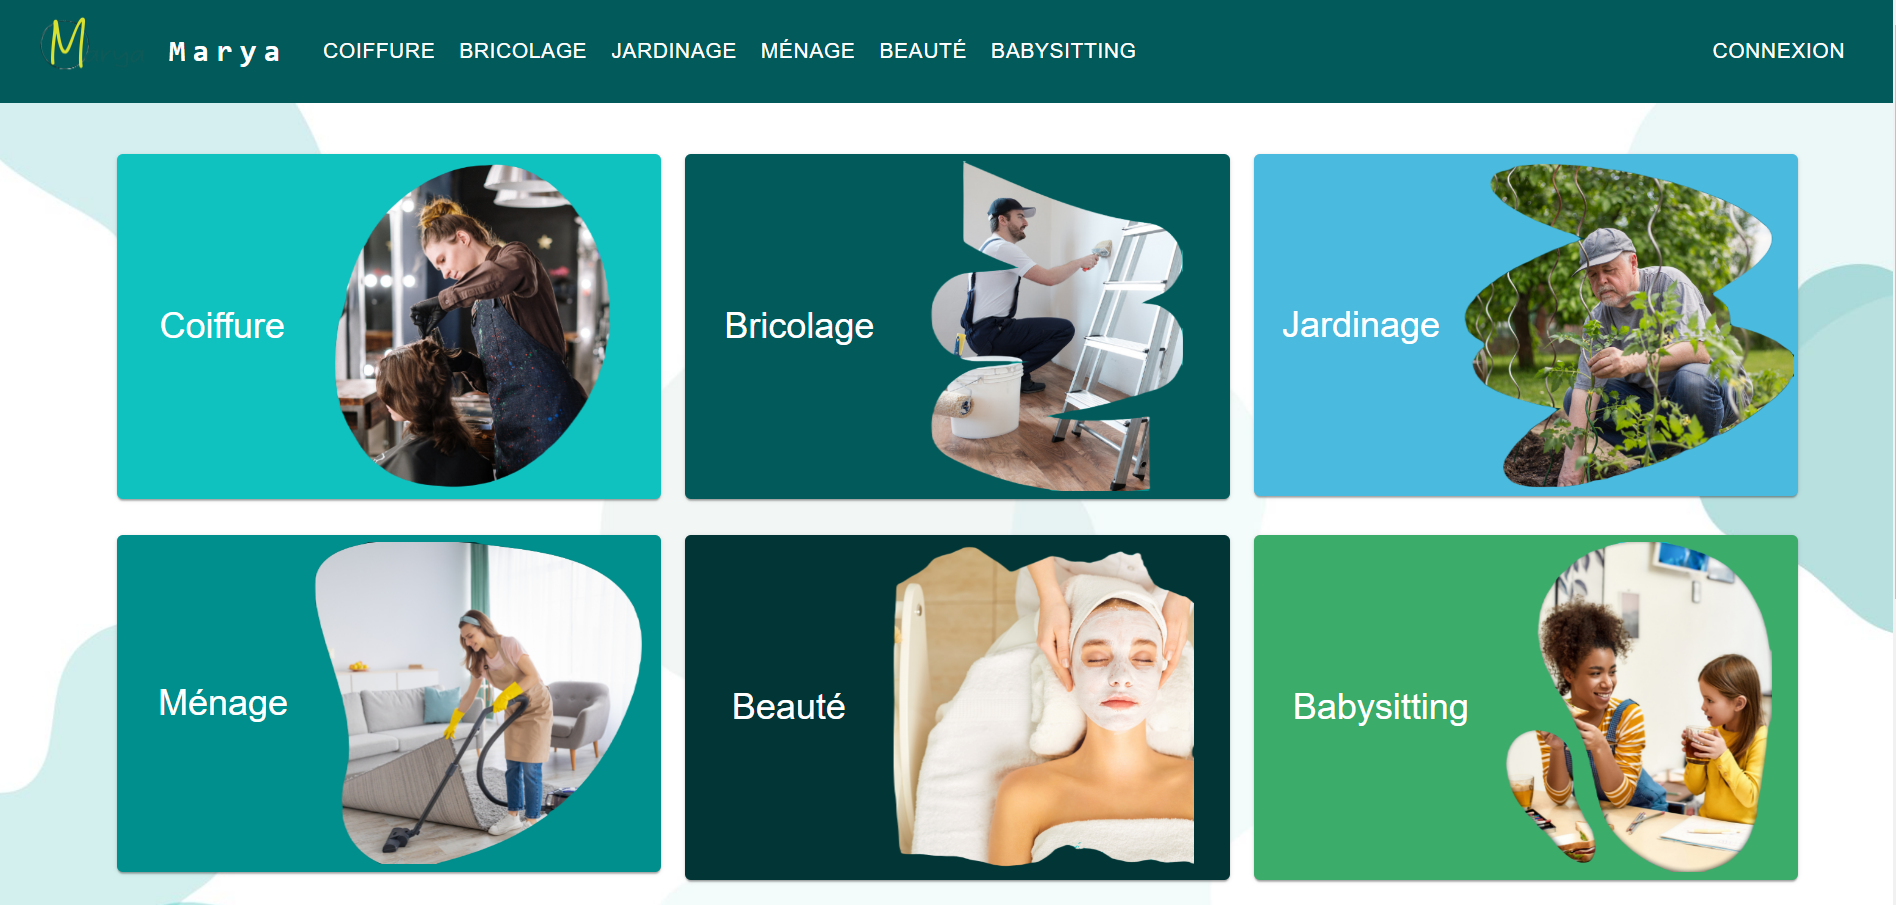 M Marya COIFFURE BRICOLAGE JARDINAGE MÉNAGE BEAUTÉ BABYSITTING CONNEXION
Coiffure Bricolage Jardinage
Ménage Beauté Babysitting